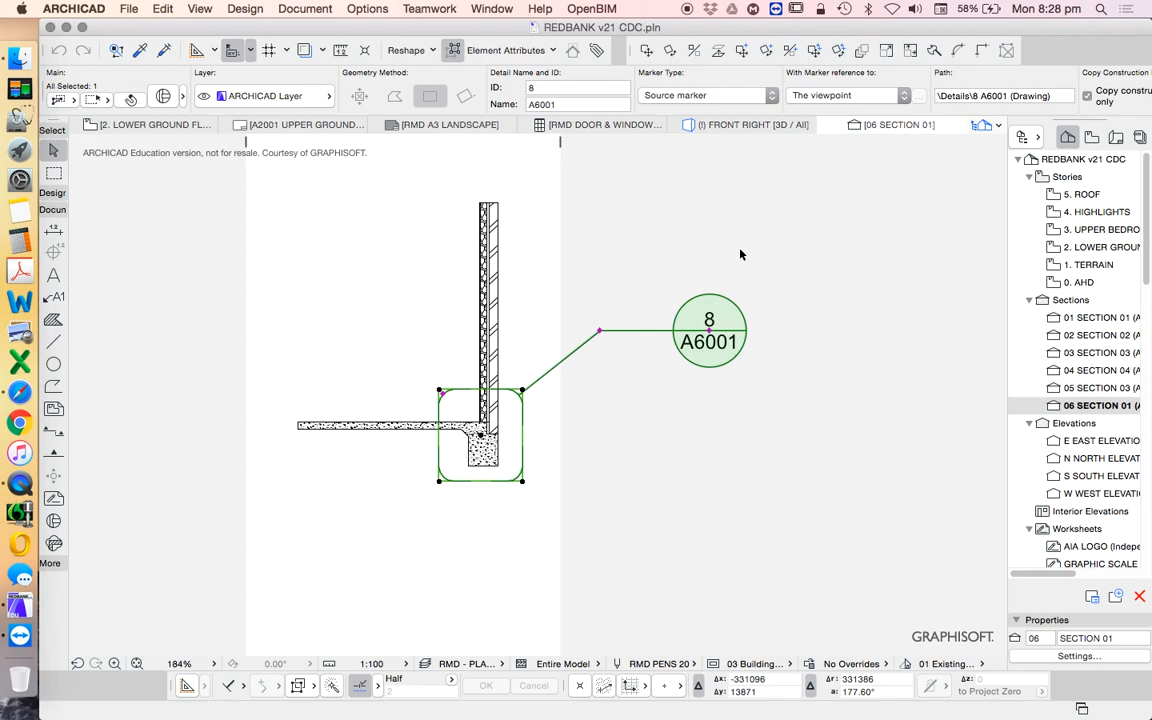 ARCHICAD File Edit View Design Document Options Teamwork Window Help OpenBIM 58% Mon 8:28 pm
REDBANK v21 CDC.pln
Reshape Element Attributes
Main: Layer: Geometry Method: Detail Name and ID: Marker Type: With Marker reference to: Path: Copy Construction
All Selected: 1 ARCHICAD Layer ID: 8 Source marker The viewpoint \Details\8 A6001 (Drawing) Copy constru
Name: A6001 only
Select [2. LOWER GROUND FL... [A2001 UPPER GROUND... [RMD A3 LANDSCAPE] [RMD DOOR & WINDOW... (!) FRONT RIGHT [3D / All] [06 SECTION 01]
ARCHICAD Education version, not for resale. Courtesy of GRAPHISOFT.
Design
Docun
1.2
A
A1
More
8
A6001
REDBANK v21 CDC
Stories
5. ROOF
4. HIGHLIGHTS
3. UPPER BEDRO
2. LOWER GROUN
1. TERRAIN
0. AHD
Sections
01 SECTION 01 (A
02 SECTION 02 (A
03 SECTION 03 (A
04 SECTION 04 (A
05 SECTION 03 (A
06 SECTION 01 (A
Elevations
E EAST ELEVATIO
N NORTH ELEVAT
S SOUTH ELEVAT
W WEST ELEVATI
Interior Elevations
Worksheets
AIA LOGO (Indepe
GRAPHIC SCALE
Properties
06 SECTION 01
Settings...
GRAPHISOFT.
184% 0.00° 1:100 RMD - PLA... Entire Model RMD PENS 20 03 Building... No Overrides 01 Existing...
Half
2
OK Cancel
Δx: -331096
Δy: 13871
Δr: 331386
a: 177.60°
Δz: 0
to Project Zero